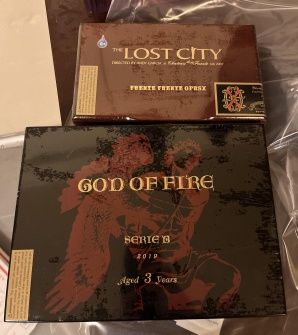 THE LOST CITY
DIRECTED BY ANDY GARCIA
FUENTE FUENTE OPUSX
GOD OF FIRE
SERIE B
2019
Aged 3 Years